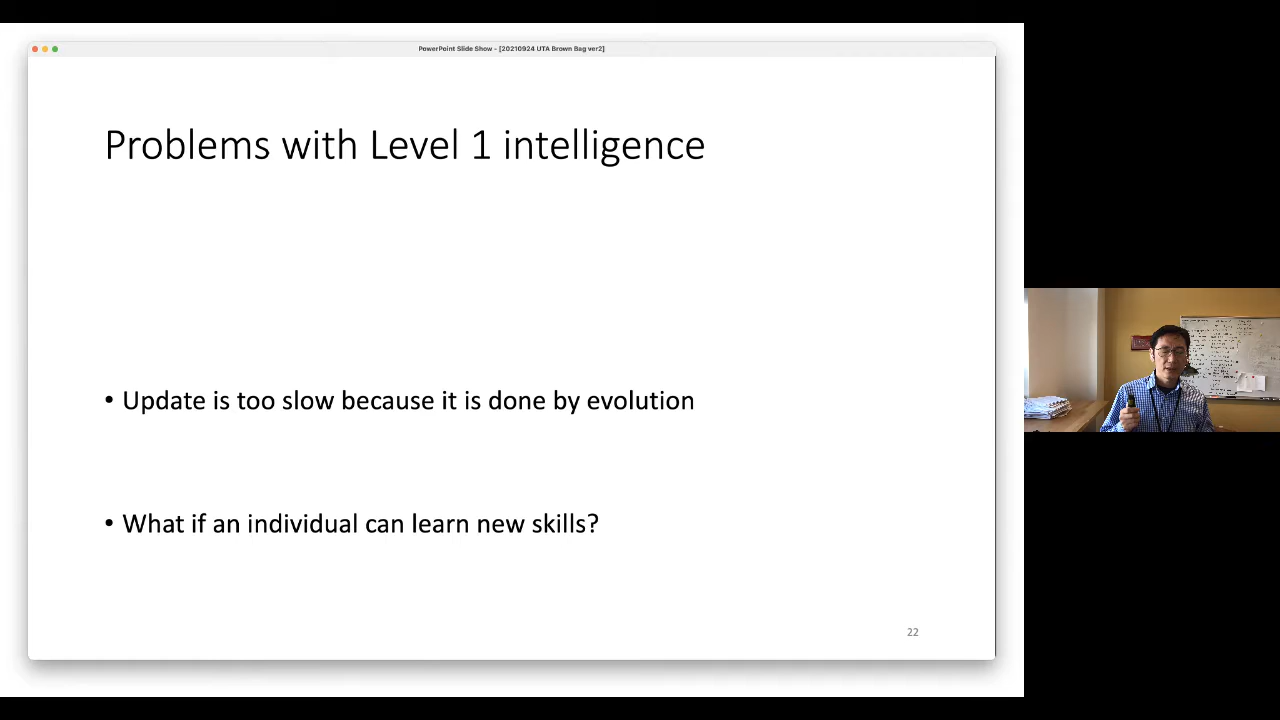 PowerPoint Slide Show - [20210924 UTA Brown Bag ver2]
Problems with Level 1 intelligence
• Update is too slow because it is done by evolution
• What if an individual can learn new skills?
22